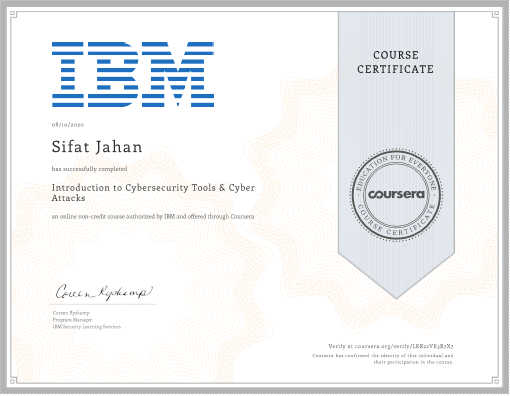 IBM
08/10/2020
Sifat Jahan
has successfully completed
Introduction to Cybersecurity Tools & Cyber
Attacks
an online non-credit course authorized by IBM and offered through Coursera
Coreen Ryskamp
Coreen Ryskamp
Program Manager
IBM Security Learning Services
COURSE
CERTIFICATE
EDUCATION FOR EVERYONE
coursera
COURSE CERTIFICATE
Verify at coursera.org/verify/
Coursera has confirmed the identity of this individual and
their participation in the course.